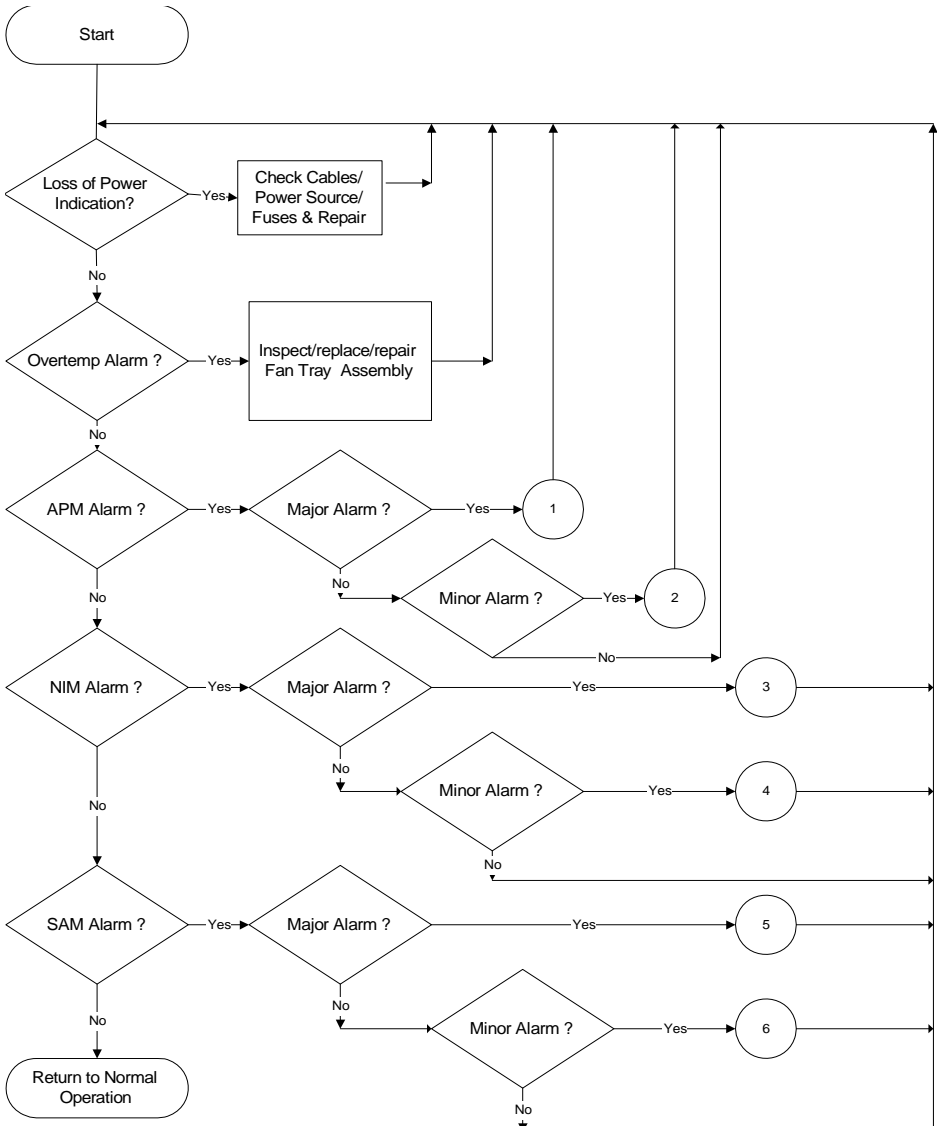 Start
Loss of Power
Indication?
Yes
Check Cables/
Power Source/
Fuses & Repair
No
Overtemp Alarm ?
Yes
Inspect/replace/repair
Fan Tray Assembly
No
APM Alarm ?
Yes
Major Alarm ?
Yes
1
No
Minor Alarm ?
Yes
2
No
No
NIM Alarm ?
Yes
Major Alarm ?
Yes
3
No
Minor Alarm ?
Yes
4
No
No
SAM Alarm ?
Yes
Major Alarm ?
Yes
5
No
Minor Alarm ?
Yes
6
No
No
Return to Normal
Operation